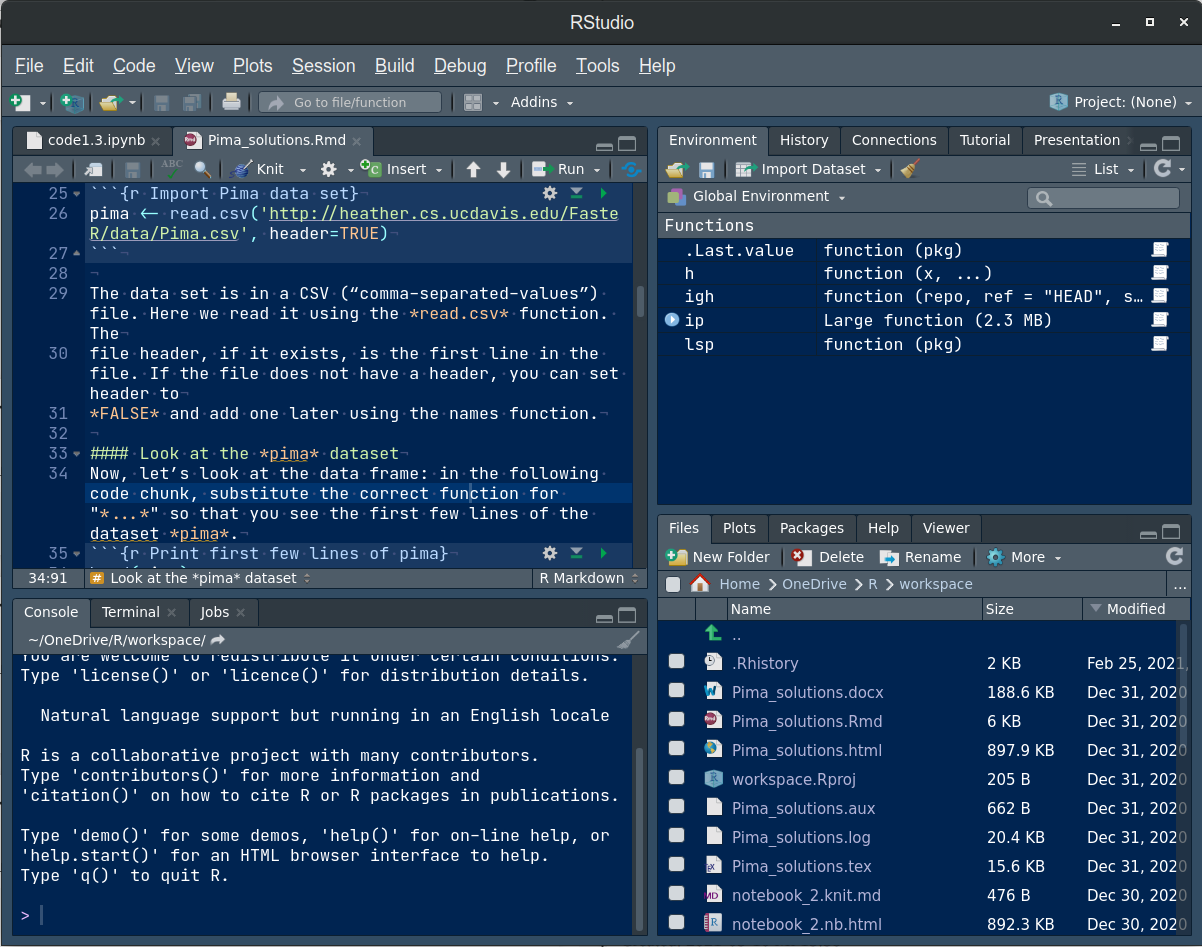 RStudio
File Edit Code View Plots Session Build Debug Profile Tools Help
Go to file/function Addins Project: (None)
code1.3.ipynb Pima_solutions.Rmd
ABC Knit Insert Run
25 ```{r Import Pima data set}
26 pima <- read.csv('http://heather.cs.ucdavis.edu/Faste
R/data/Pima.csv', header=TRUE)
27 ```
28
29 The data set is in a CSV (“comma-separated-values”)
file. Here we read it using the *read.csv* function.
The
30 file header, if it exists, is the first line in the
file. If the file does not have a header, you can set
header to
31 *FALSE* and add one later using the names function.
32
33 #### Look at the *pima* dataset
34 Now, let’s look at the data frame: in the following
code chunk, substitute the correct function for
"*...*" so that you see the first few lines of the
dataset *pima*.
35 ```{r Print first few lines of pima}
34:91 # Look at the *pima* dataset R Markdown
Console Terminal Jobs
~/OneDrive/R/workspace/
You are welcome to redistribute it under certain conditions.
Type 'license()' or 'licence()' for distribution details.
Natural language support but running in an English locale
R is a collaborative project with many contributors.
Type 'contributors()' for more information and
'citation()' on how to cite R or R packages in publications.
Type 'demo()' for some demos, 'help()' for on-line help, or
'help.start()' for an HTML browser interface to help.
Type 'q()' to quit R.
>
Environment History Connections Tutorial Presentation
Import Dataset List
Global Environment
Functions
.Last.value function (pkg)
h function (x, ...)
igh function (repo, ref = "HEAD", s…
ip Large function (2.3 MB)
lsp function (pkg)
Files Plots Packages Help Viewer
New Folder Delete Rename More
Home > OneDrive > R > workspace ...
Name Size Modified
..
.Rhistory 2 KB Feb 25, 2021,
Pima_solutions.docx 188.6 KB Dec 31, 2020
Pima_solutions.Rmd 6 KB Dec 31, 2020
Pima_solutions.html 897.9 KB Dec 31, 2020
workspace.Rproj 205 B Dec 31, 2020
Pima_solutions.aux 662 B Dec 31, 2020
Pima_solutions.log 20.4 KB Dec 31, 2020
Pima_solutions.tex 15.6 KB Dec 31, 2020
notebook_2.knit.md 476 B Dec 30, 2020
notebook_2.nb.html 892.3 KB Dec 30, 2020